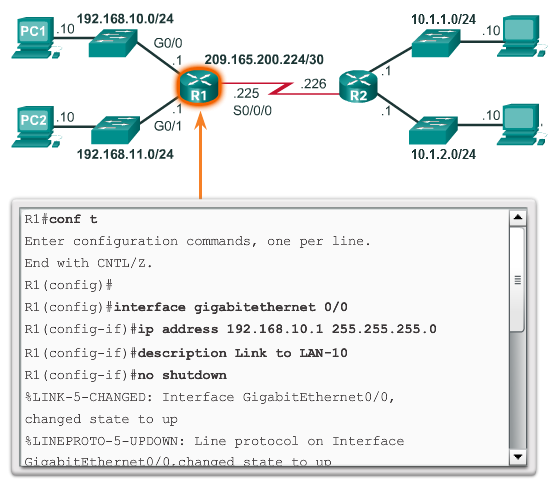 192.168.10.0/24
10.1.1.0/24
PC1
.10
G0/0
.10
.1
209.165.200.224/30
.1
R1
.225
.226
R2
S0/0/0
PC2
.10
.1
G0/1
.1
.10
192.168.11.0/24
10.1.2.0/24
R1#conf t
Enter configuration commands, one per line.
End with CNTL/Z.
R1(config)#
R1(config)#interface gigabitethernet 0/0
R1(config-if)#ip address 192.168.10.1 255.255.255.0
R1(config-if)#description Link to LAN-10
R1(config-if)#no shutdown
%LINK-5-CHANGED: Interface GigabitEthernet0/0,
changed state to up
%LINEPROTO-5-UPDOWN: Line protocol on Interface
GigabitEthernet0/0,changed state to up